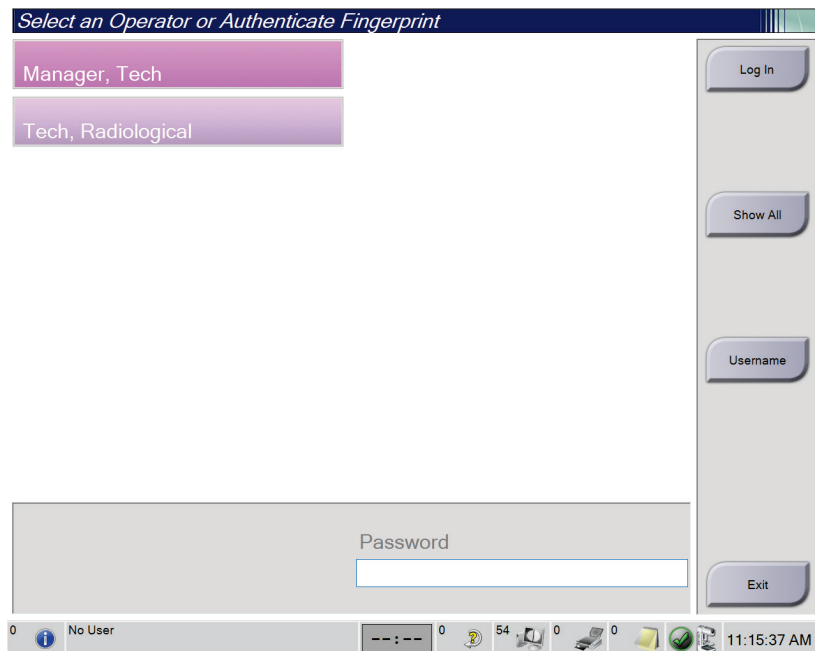 Select an Operator or Authenticate Fingerprint
Manager, Tech
Tech, Radiological
Log In
Show All
Username
Password
Exit
0 No User --:-- 0 54 0 0 11:15:37 AM